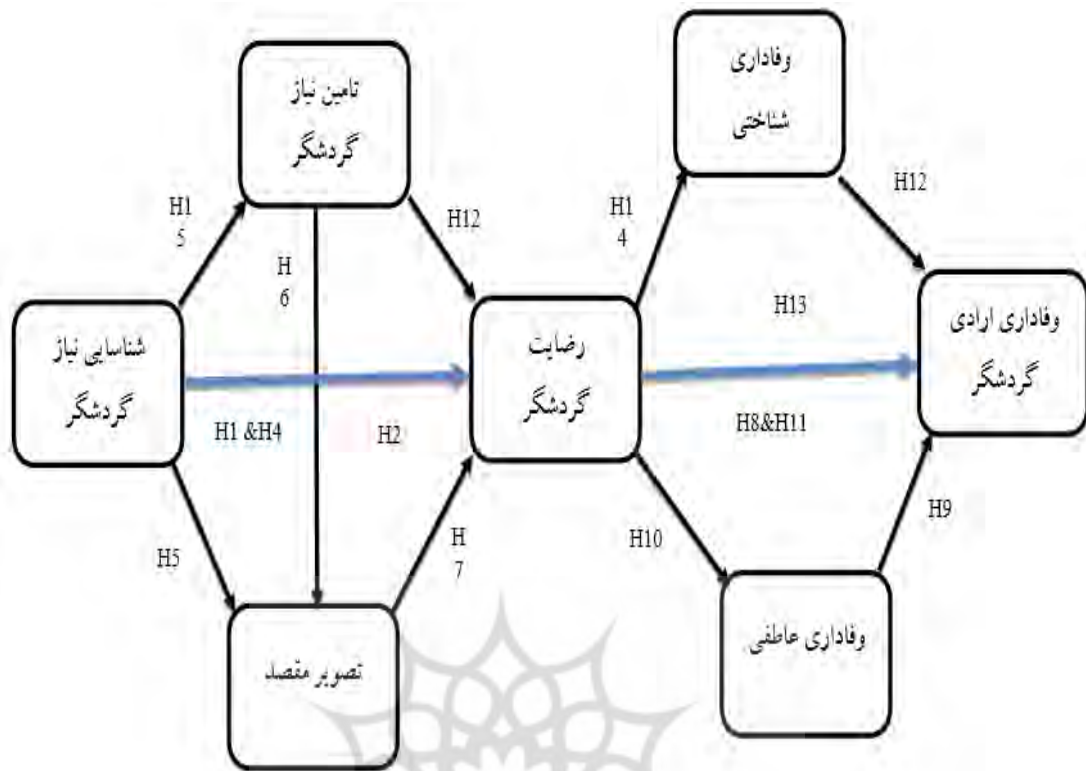 وفاداری
شناختی
تامین نیاز
گردشگر
H1
5
H12
H
6
H1
4
H12
H13
شناسایی نیاز
گردشگر
رضایت
گردشگر
وفاداری ارادی
گردشگر
H1 &H4
H2
H8&H11
H5
H
7
H10
H9
تصویر مقصد
وفاداری عاطفی